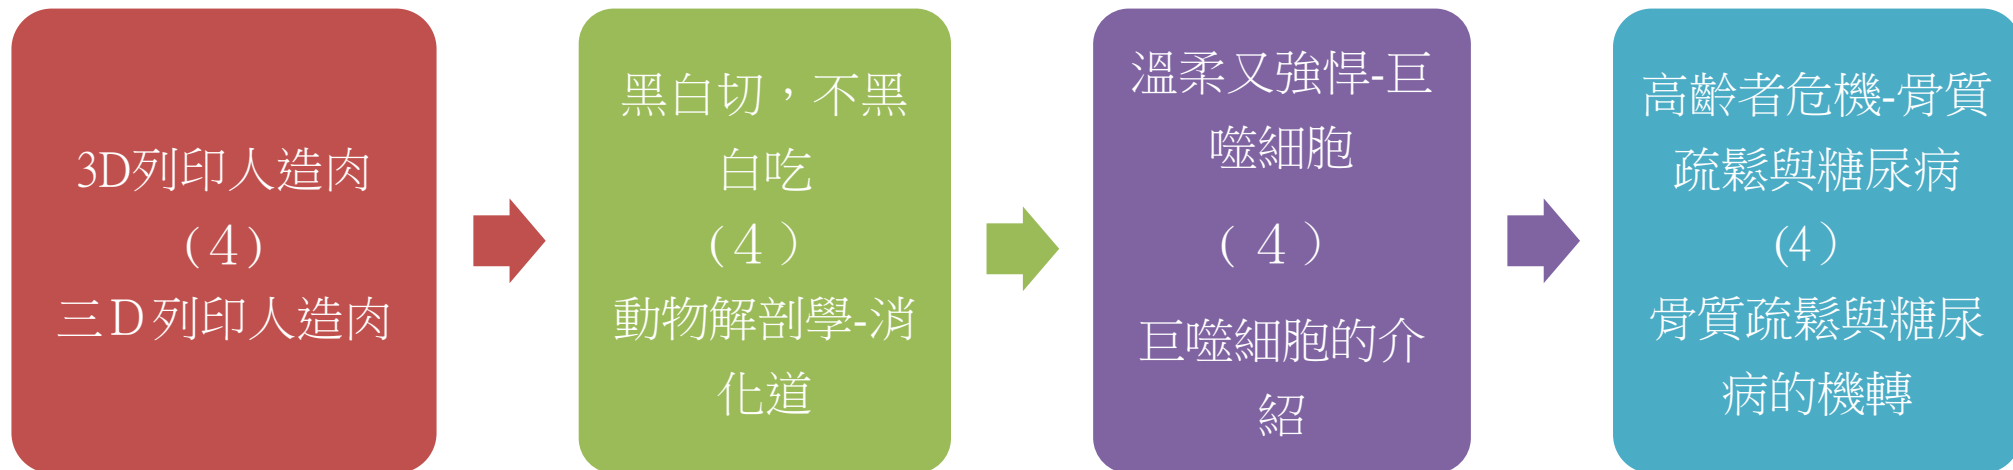 3D列印人造肉
（4）
三Ｄ列印人造肉
黑白切，不黑
白吃
（4）
動物解剖學-消
化道
溫柔又強悍-巨
噬細胞
（4）
巨噬細胞的介
紹
高齡者危機-骨質
疏鬆與糖尿病
(4）
骨質疏鬆與糖尿
病的機轉